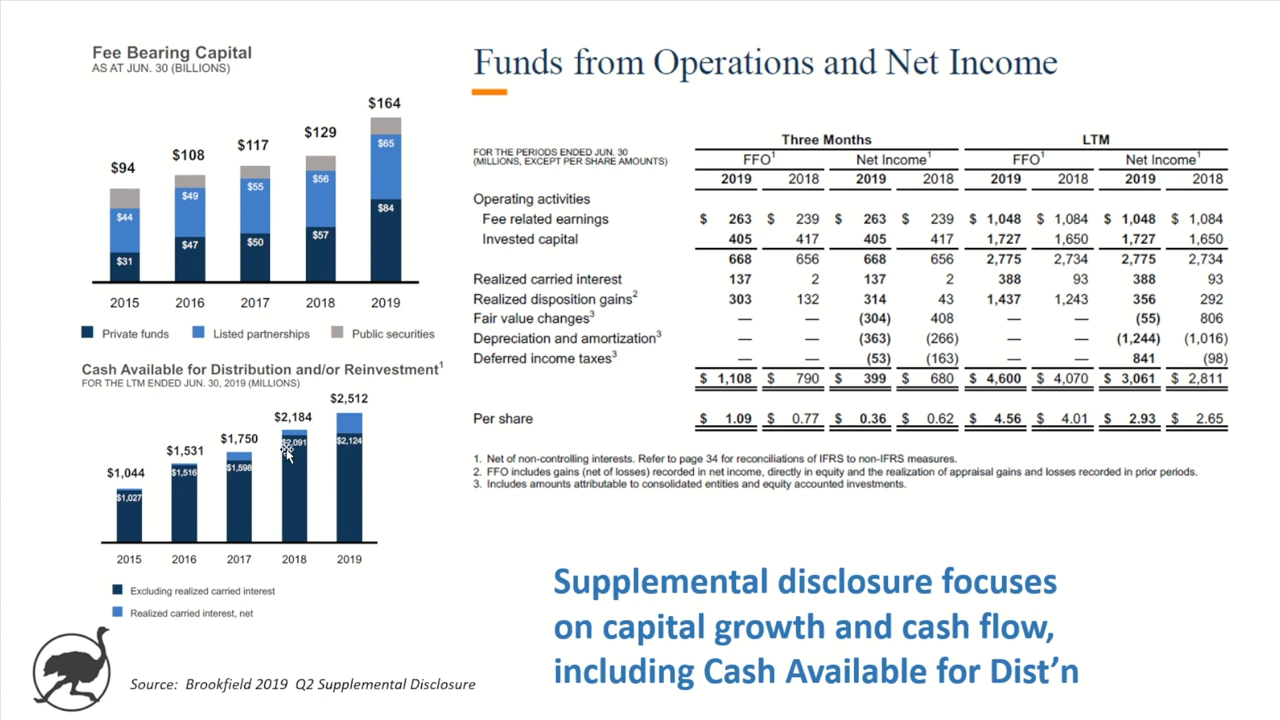 Fee Bearing Capital
AS AT JUN. 30 (BILLIONS)
$94
$108
$117
$129
$164
$44
$31
$49
$47
$55
$50
$56
$57
$65
$84
2015 2016 2017 2018 2019
Private funds Listed partnerships Public securities
Cash Available for Distribution and/or Reinvestment1
FOR THE LTM ENDED JUN. 30, 2019 (MILLIONS)
$1,044
$1,531
$1,750
$2,184
$2,512
$1,027
$1,516
$1,598
$2,091
$2,124
2015 2016 2017 2018 2019
Excluding realized carried interest
Realized carried interest, net
Source: Brookfield 2019 Q2 Supplemental Disclosure
Funds from Operations and Net Income
Three Months LTM
FOR THE PERIODS ENDED JUN. 30
(MILLIONS, EXCEPT PER SHARE AMOUNTS)
FFO1 Net Income1 FFO1 Net Income1
2019 2018 2019 2018 2019 2018 2019 2018
Operating activities
Fee related earnings $ 263 $ 239 $ 263 $ 239 $ 1,048 $ 1,084 $ 1,048 $ 1,084
Invested capital 405 417 405 417 1,727 1,650 1,727 1,650
668 656 668 656 2,775 2,734 2,775 2,734
Realized carried interest 137 2 137 2 388 93 388 93
Realized disposition gains2 303 132 314 43 1,437 1,243 356 292
Fair value changes3 — — (304) 408 — — (55) 806
Depreciation and amortization3 — — (363) (266) — — (1,244) (1,016)
Deferred income taxes3 — — (53) (163) — — 841 (98)
$ 1,108 $ 790 $ 399 $ 680 $ 4,600 $ 4,070 $ 3,061 $ 2,811
Per share $ 1.09 $ 0.77 $ 0.36 $ 0.62 $ 4.56 $ 4.01 $ 2.93 $ 2.65
1. Net of non-controlling interests. Refer to page 34 for reconciliations of IFRS to non-IFRS measures.
2. FFO includes gains (net of losses) recorded in net income, directly in equity and the realization of appraisal gains and losses recorded in prior periods.
3. Includes amounts attributable to consolidated entities and equity accounted investments.
Supplemental disclosure focuses
on capital growth and cash flow,
including Cash Available for Dist’n